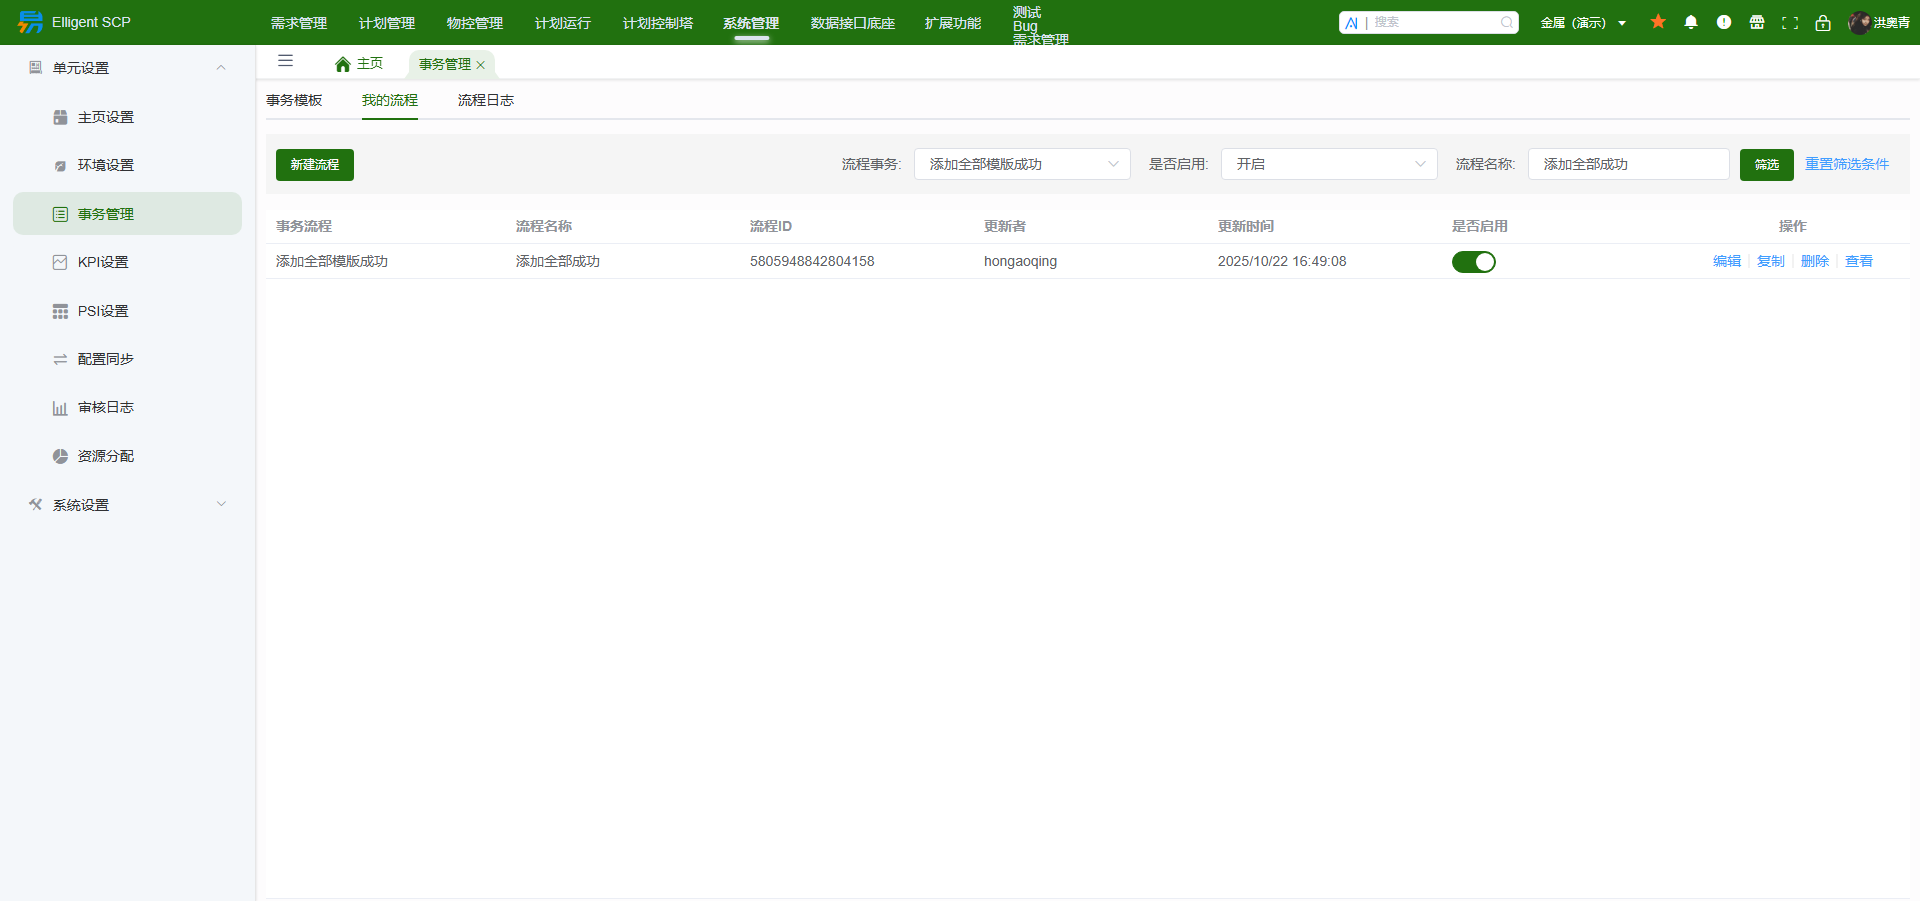 Elligent SCP
需求管理
计划管理
物控管理
计划运行
计划控制塔
系统管理
数据接口底座
扩展功能
测试
Bug
需求管理
AI | 搜索
金属（演示）
洪奥青
单元设置
主页设置
环境设置
事务管理
KPI设置
PSI设置
配置同步
审核日志
资源分配
系统设置
主页
事务管理
事务模板
我的流程
流程日志
新建流程
流程事务:
添加全部模版成功
是否启用:
开启
流程名称:
添加全部成功
筛选
重置筛选条件
事务流程 流程名称 流程ID 更新者 更新时间 是否启用 操作
添加全部模版成功 添加全部成功 5805948842804158 hongaoqing 2025/10/22 16:49:08 编辑 复制 删除 查看